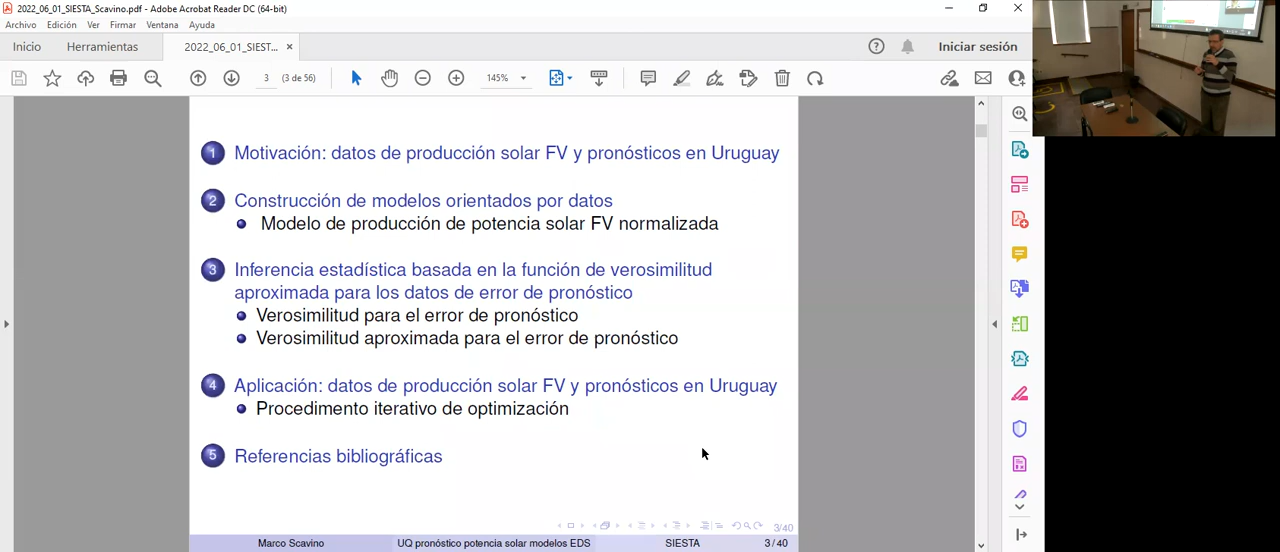 2022_06_01_SIESTA_Scavino.pdf - Adobe Acrobat Reader DC (64-bit)
Archivo Edición Ver Firmar Ventana Ayuda
Inicio Herramientas 2022_06_01_SIEST... × Iniciar sesión
3 (3 de 56) 145%
1 Motivación: datos de producción solar FV y pronósticos en Uruguay
2 Construcción de modelos orientados por datos
Modelo de producción de potencia solar FV normalizada
3 Inferencia estadística basada en la función de verosimilitud
aproximada para los datos de error de pronóstico
Verosimilitud para el error de pronóstico
Verosimilitud aproximada para el error de pronóstico
4 Aplicación: datos de producción solar FV y pronósticos en Uruguay
Procedimento iterativo de optimización
5 Referencias bibliográficas
3/40
Marco Scavino UQ pronóstico potencia solar modelos EDS SIESTA 3 / 40